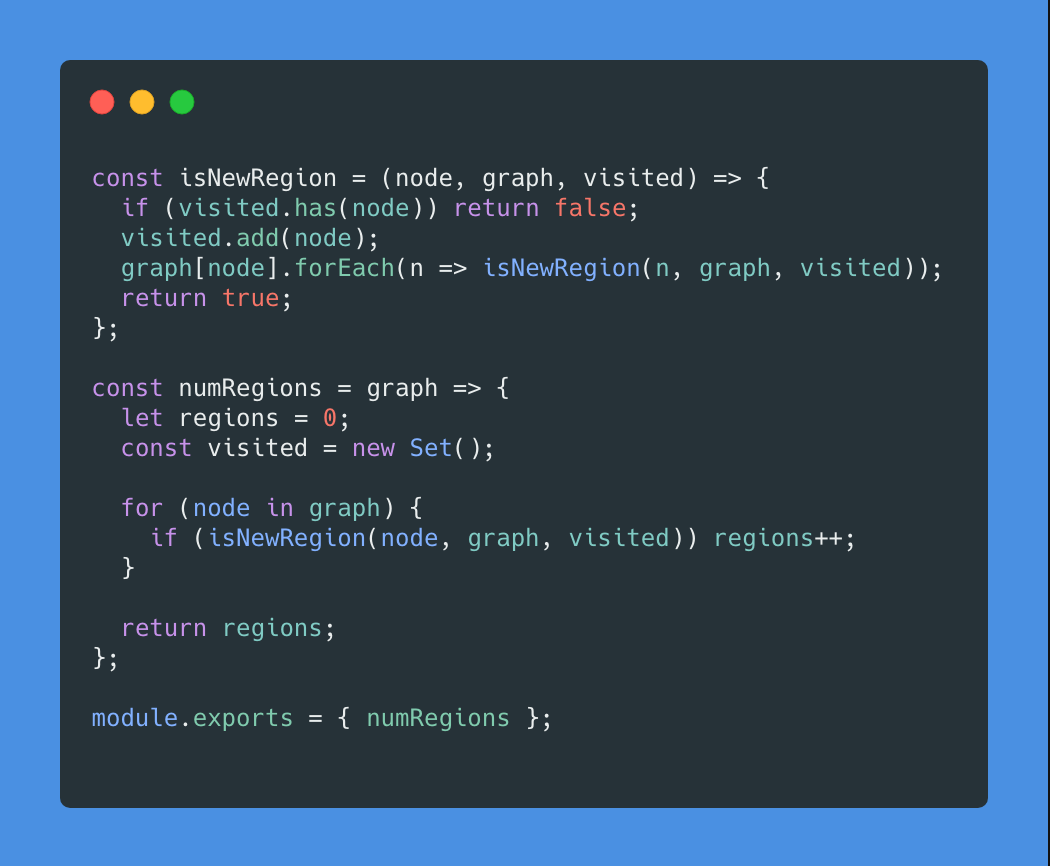 const isNewRegion = (node, graph, visited) => {
  if (visited.has(node)) return false;
  visited.add(node);
  graph[node].forEach(n => isNewRegion(n, graph, visited));
  return true;
};

const numRegions = graph => {
  let regions = 0;
  const visited = new Set();

  for (node in graph) {
    if (isNewRegion(node, graph, visited)) regions++;
  }

  return regions;
};

module.exports = { numRegions };